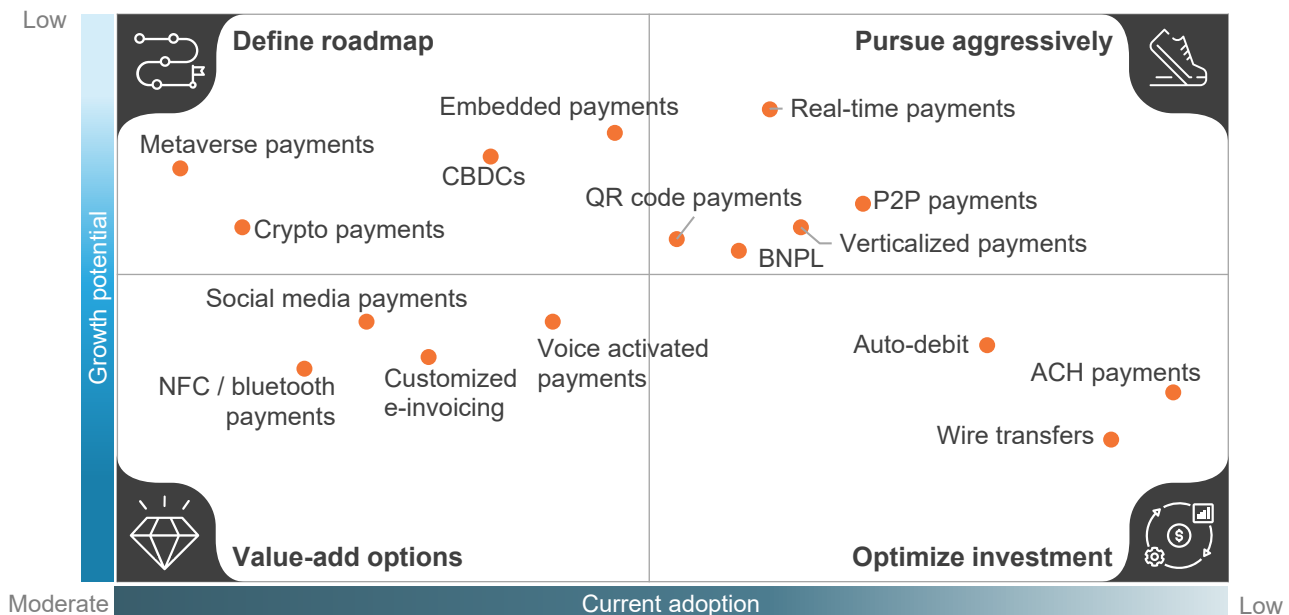 Low
Define roadmap
Pursue aggressively
Embedded payments
Real-time payments
Metaverse payments
CBDCs
QR code payments
P2P payments
Crypto payments
Verticalized payments
BNPL
Growth potential
Social media payments
Voice activated
payments
Auto-debit
NFC / bluetooth
payments
Customized
e-invoicing
ACH payments
Wire transfers
$
Value-add options
Optimize investment
Moderate
Current adoption
Low